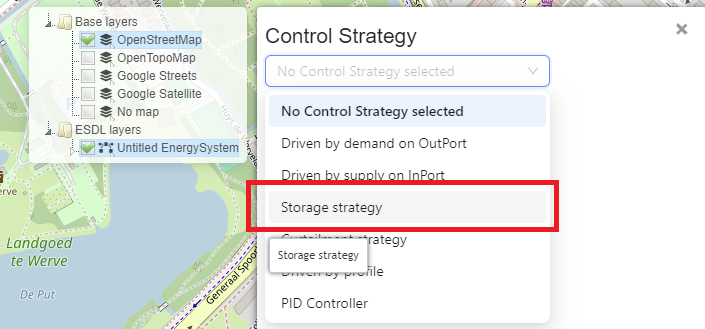 Base layers
OpenStreetMap
OpenTopoMap
Google Streets
Google Satellite
No map
ESDL layers
Untitled EnergySystem
Landgoed
te Werve
De Put
Generaal Spoor
Control Strategy
No Control Strategy selected
No Control Strategy selected
Driven by demand on OutPort
Driven by supply on InPort
Storage strategy
Curtailment strategy
Storage strategy
Driven by profile
PID Controller